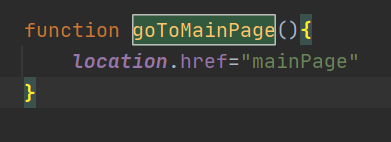 function goToMainPage(){
    location.href="mainPage"
}